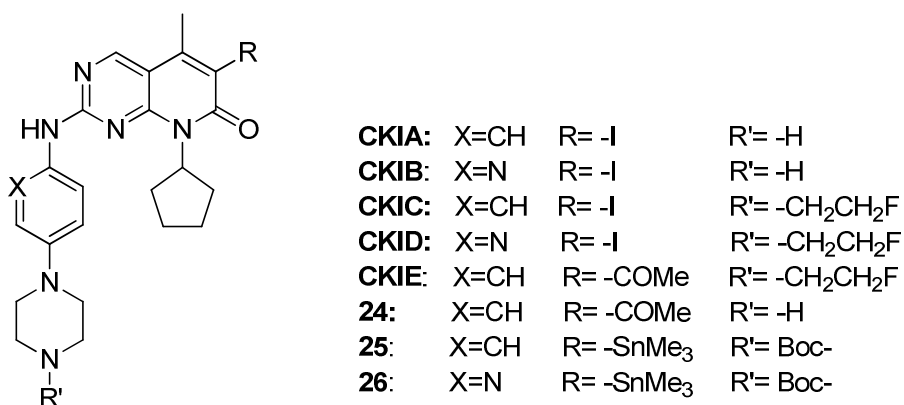 R
N
HN
N
N
O
X
N
N
R'
CKIA: X=CH R= -I R'= -H
CKIB: X=N R= -I R'= -H
CKIC: X=CH R= -I R'= -CH₂CH₂F
CKID: X=N R= -I R'= -CH₂CH₂F
CKIE: X=CH R= -COMe R'= -CH₂CH₂F
24: X=CH R= -COMe R'= -H
25: X=CH R= -SnMe₃ R'= Boc-
26: X=N R= -SnMe₃ R'= Boc-